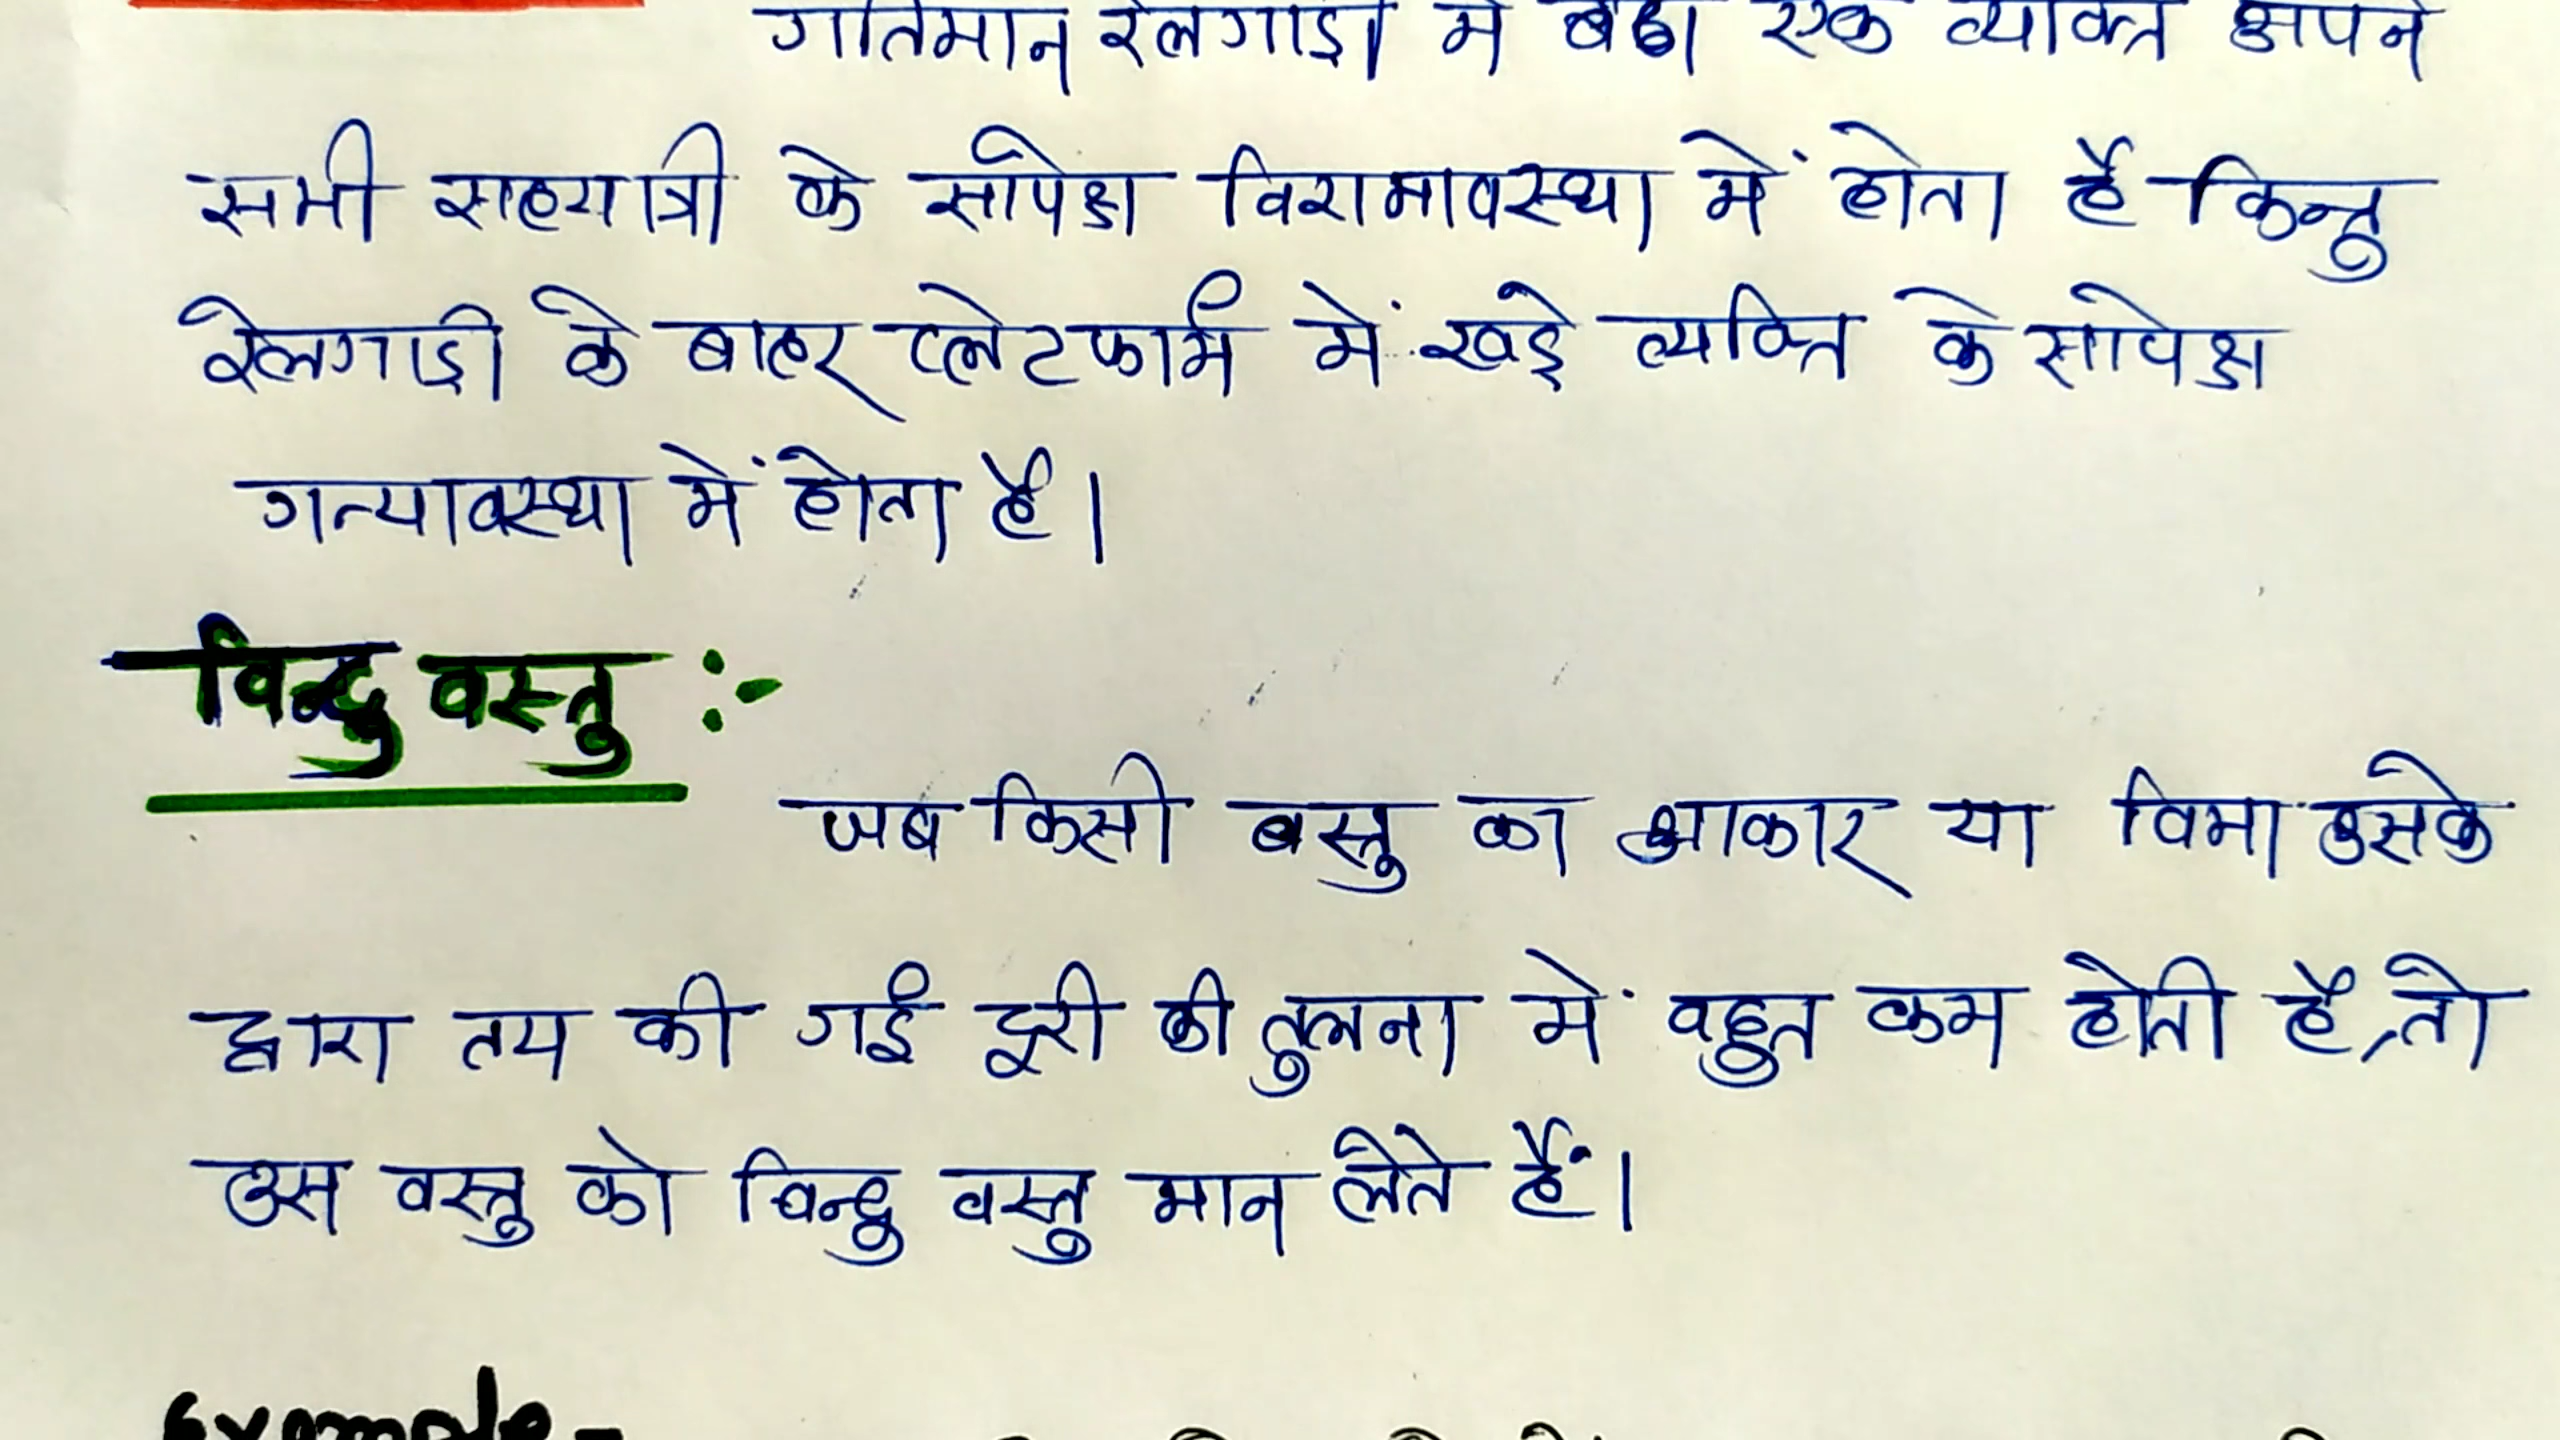 गतिमान रेलगाड़ी में बैठा एक व्यक्ति अपने
सभी सहयात्री के सापेक्ष विरामावस्था में होता है किन्तु
रेलगाड़ी के बाहर प्लेटफार्म में खड़े व्यक्ति के सापेक्ष
गत्यावस्था में होता है।
विन्दु वस्तु :-
जब किसी वस्तु का आकार या विमा उसके
द्वारा तय की गई दूरी की तुलना में बहुत कम होती है, तो
उस वस्तु को विन्दु वस्तु मान लेते हैं।
Example -